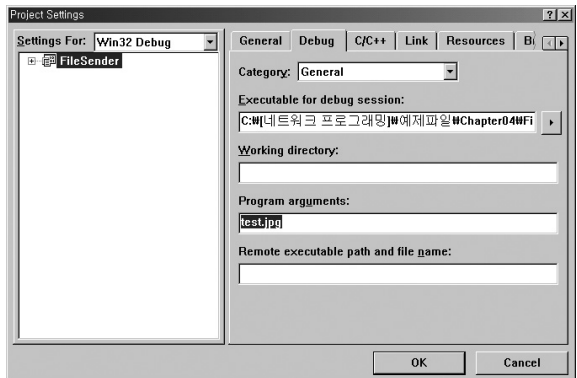 Project Settings
Settings For: Win32 Debug
FileSender
General Debug C/C++ Link Resources
Category: General
Executable for debug session:
C:₩[네트워크 프로그래밍]₩예제파일₩Chapter04₩Fi
Working directory:
Program arguments:
test.jpg
Remote executable path and file name:
OK Cancel